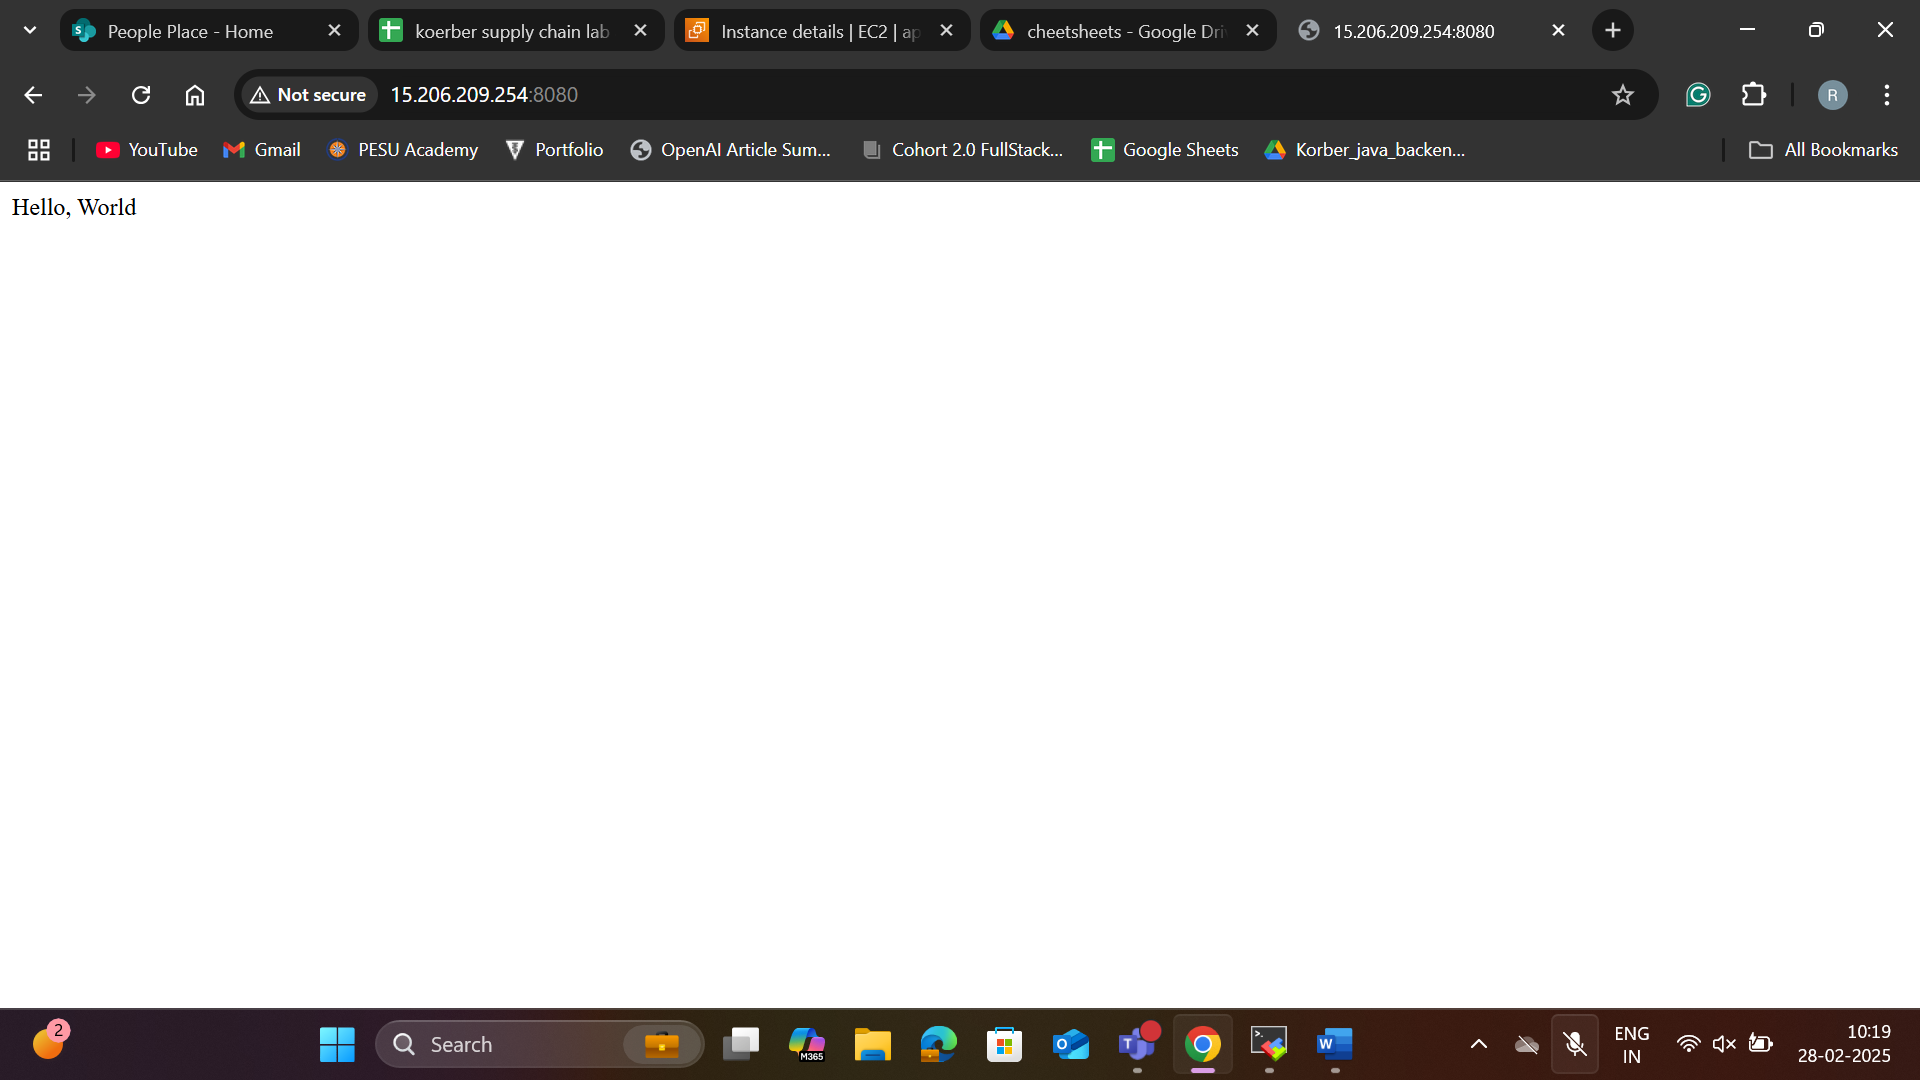 People Place - Home
koerber supply chain lab
Instance details | EC2 | ap
cheetsheets - Google Dri
15.206.209.254:8080
Not secure
15.206.209.254:8080
R
YouTube
Gmail
PESU Academy
Portfolio
OpenAI Article Sum...
Cohort 2.0 FullStack...
Google Sheets
Korber_java_backen...
All Bookmarks
Hello, World
2
Search
M365
ENG
IN
10:19
28-02-2025